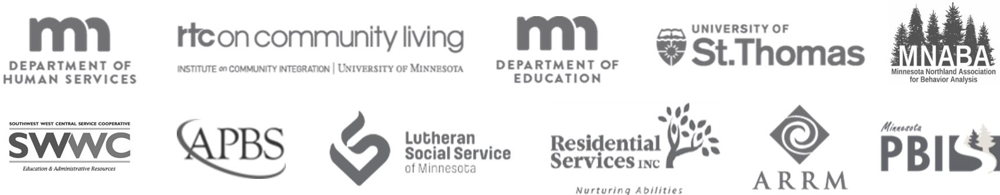 mn
DEPARTMENT OF
HUMAN SERVICES
rtc on community living
INSTITUTE on COMMUNITY INTEGRATION | UNIVERSITY OF MINNESOTA
mn
DEPARTMENT OF
EDUCATION
UNIVERSITY OF
St.Thomas
MNABA
Minnesota Northland Association
for Behavior Analysis
SOUTHWEST WEST CENTRAL SERVICE COOPERATIVE
SWWC
Education & Administrative Resources
APBS
Lutheran
Social Service
of Minnesota
Residential
Services INC
Nurturing Abilities
ARRM
Minnesota
PBIS